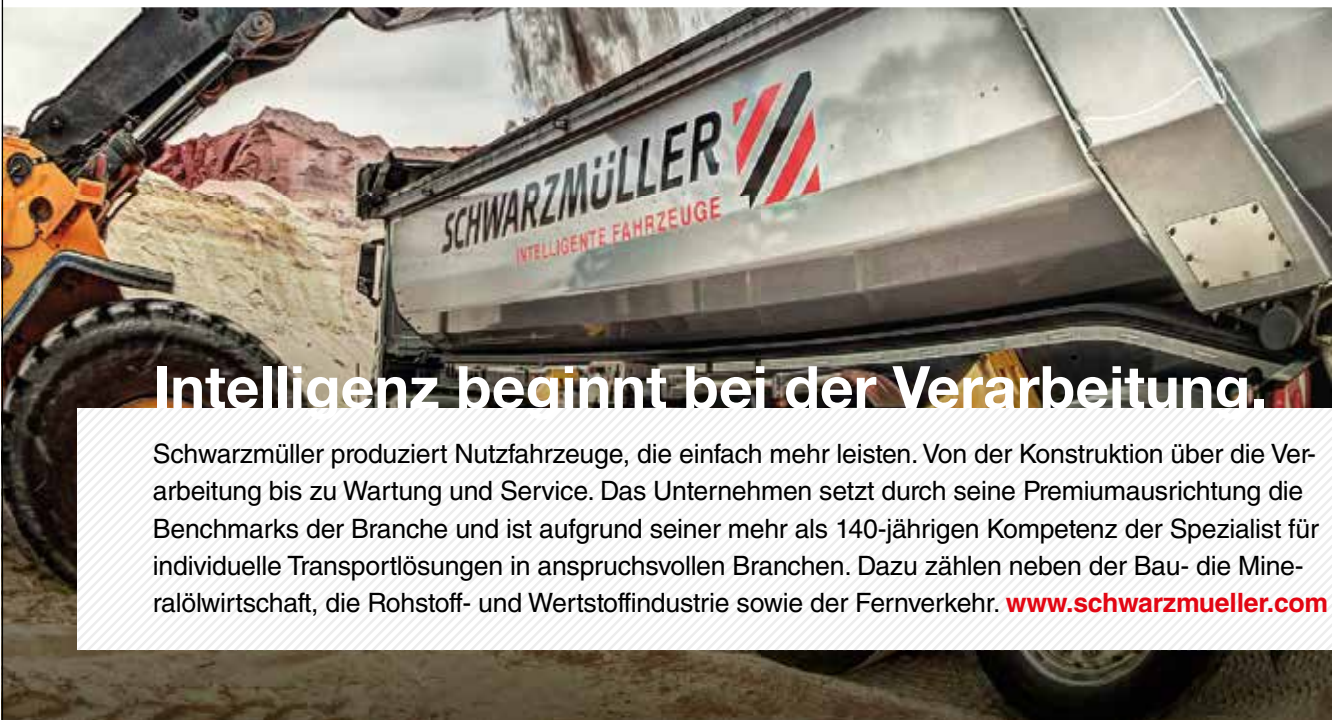 SCHWARZMÜLLER
INTELLIGENTE FAHRZEUGE
Intelligenz beginnt bei der Verarbeitung.
Schwarzmüller produziert Nutzfahrzeuge, die einfach mehr leisten. Von der Konstruktion über die Ver-
arbeitung bis zu Wartung und Service. Das Unternehmen setzt durch seine Premiumausrichtung die
Benchmarks der Branche und ist aufgrund seiner mehr als 140-jährigen Kompetenz der Spezialist für
individuelle Transportlösungen in anspruchsvollen Branchen. Dazu zählen neben der Bau- die Mine-
ralölwirtschaft, die Rohstoff- und Wertstoffindustrie sowie der Fernverkehr. www.schwarzmueller.com